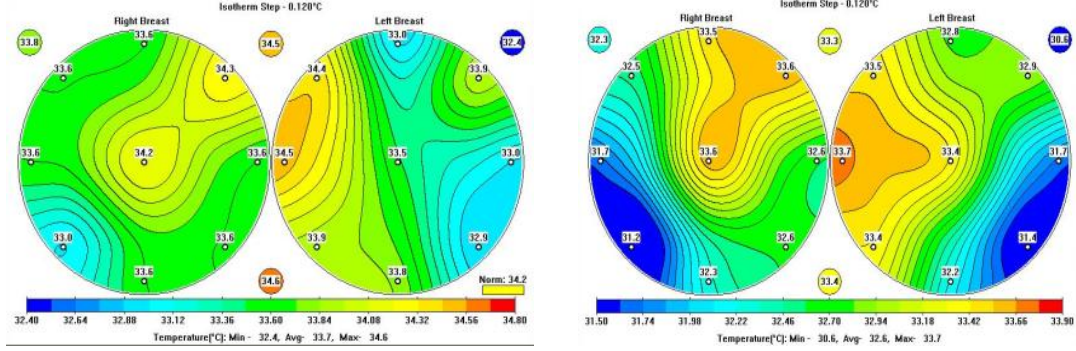 Isotherm Step - 0.120°C
Right Breast Left Breast
33.8 33.6 34.5 33.0 32.4
33.6 34.3 34.4 33.9
33.6 34.2 33.6 34.5 33.5 33.0
33.0 33.6 33.9 32.9
33.6 34.6 33.8 Norm: 34.2
32.40 32.64 32.88 33.12 33.36 33.60 33.84 34.08 34.32 34.56 34.80
Temperature(°C): Min - 32.4, Avg- 33.7, Max- 34.6
Isotherm Step - 0.120°C
Right Breast Left Breast
32.3 33.5 33.3 32.8 30.6
32.5 33.6 33.5 32.9
31.7 33.6 32.6 33.7 33.4 31.7
31.2 32.6 33.4 31.4
32.3 33.4 32.2
31.50 31.74 31.98 32.22 32.46 32.70 32.94 33.18 33.42 33.66 33.90
Temperature(°C): Min - 30.6, Avg- 32.6, Max- 33.7